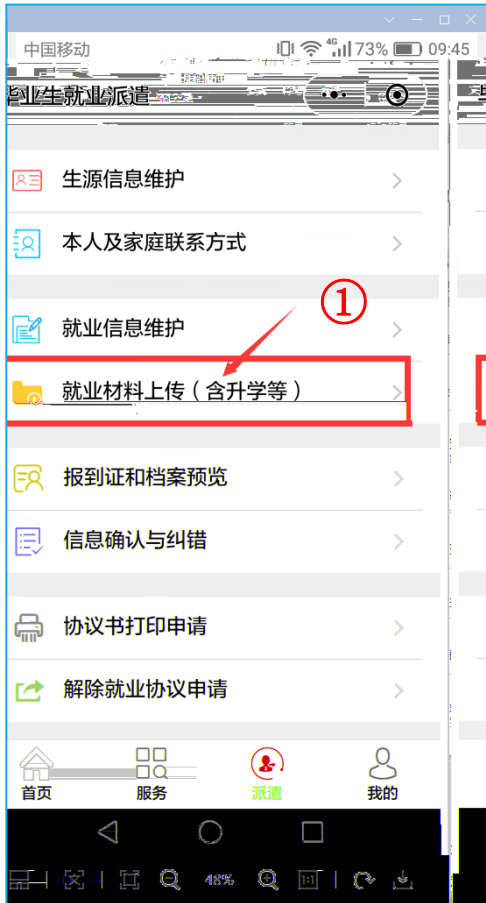 中国移动 4G 73% 09:45
毕业生就业派遣
生源信息维护
本人及家庭联系方式
①
就业信息维护
就业材料上传（含升学等）
报到证和档案预览
信息确认与纠错
协议书打印申请
解除就业协议申请
首页 服务 派遣 我的
48% 1:1